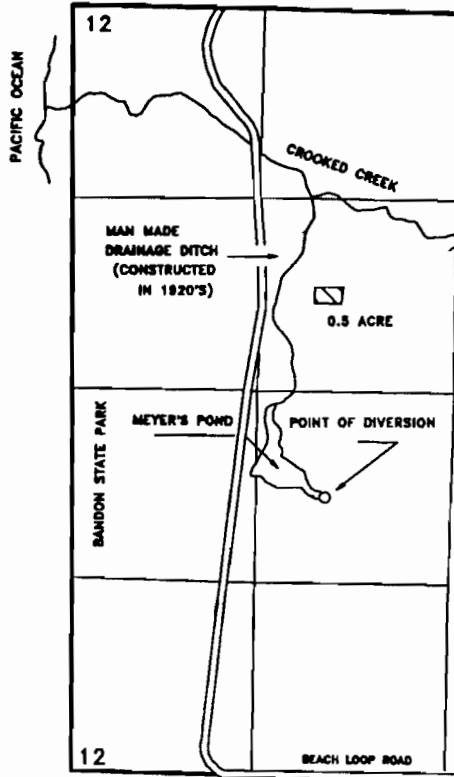 12
PACIFIC OCEAN
CROOKED CREEK
MAN MADE
DRAINAGE DITCH
(CONSTRUCTED
IN 1920'S)
0.5 ACRE
BANDON STATE PARK
MEYER'S POND
POINT OF DIVERSION
12
BEACH LOOP ROAD